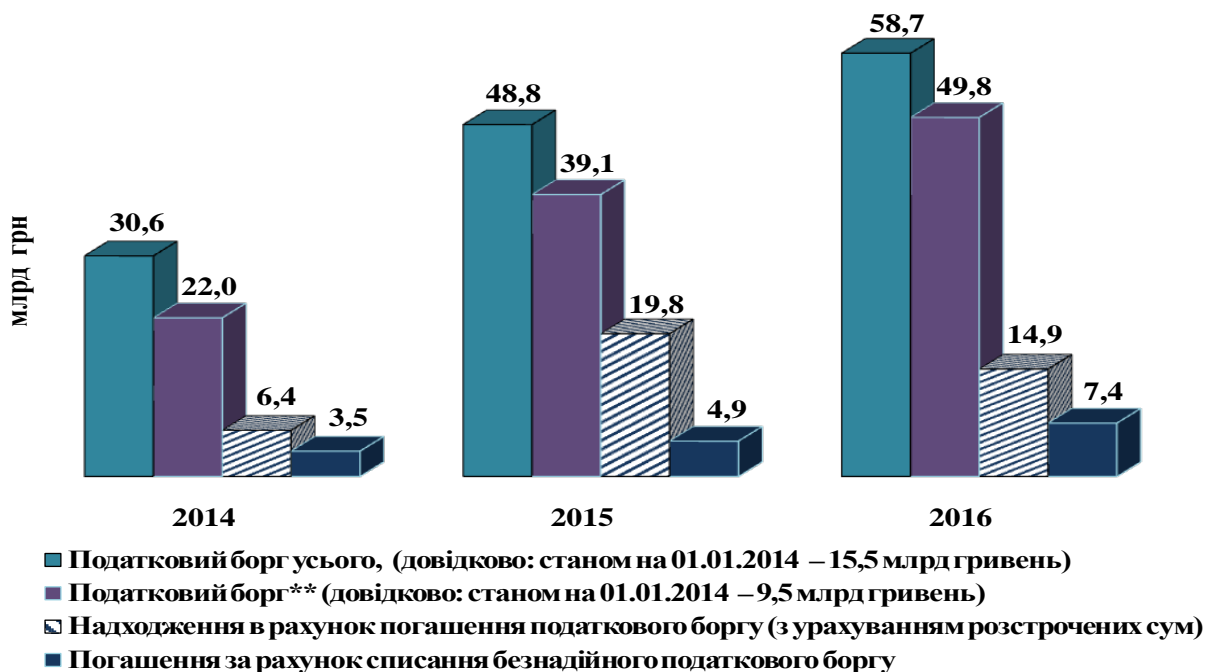 58,7
49,8
48,8
39,1
30,6
22,0
19,8
14,9
6,4
3,5
4,9
7,4
млрд грн
2014 2015 2016
Податковий борг усього, (довідково: станом на 01.01.2014 – 15,5 млрд гривень)
Податковий борг** (довідково: станом на 01.01.2014 – 9,5 млрд гривень)
Надходження в рахунок погашення податкового боргу (з урахуванням розстрочених сум)
Погашення за рахунок списання безнадійного податкового боргу